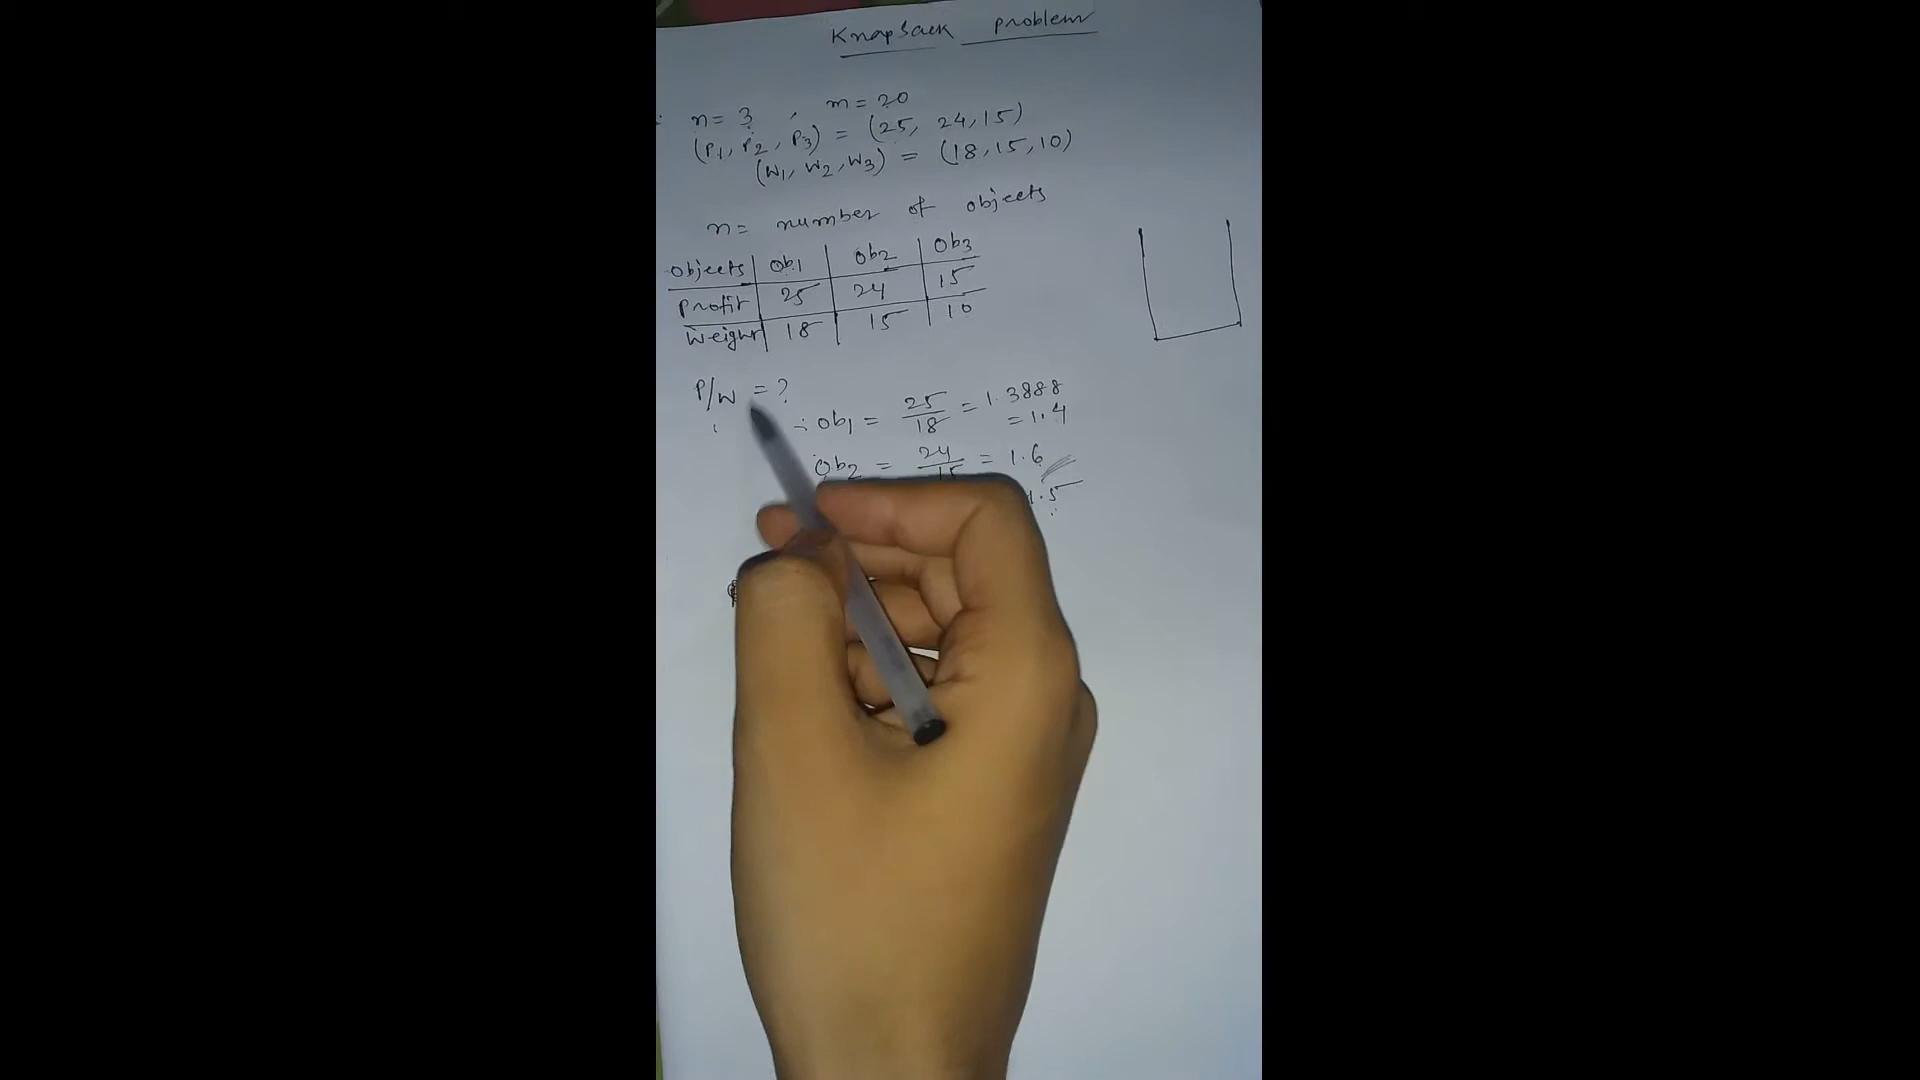 Knapsack problem
n = 3 , m = 20
(P1, P2, P3) = (25, 24, 15)
(W1, W2, W3) = (18, 15, 10)
n = number of objects
objects Ob1 Ob2 Ob3
Profit 25 24 15
Weight 18 15 10
P/W = ?
Ob1 = 25/18 = 1.3888
= 1.4
Ob2 = 24/15 = 1.6
1.5